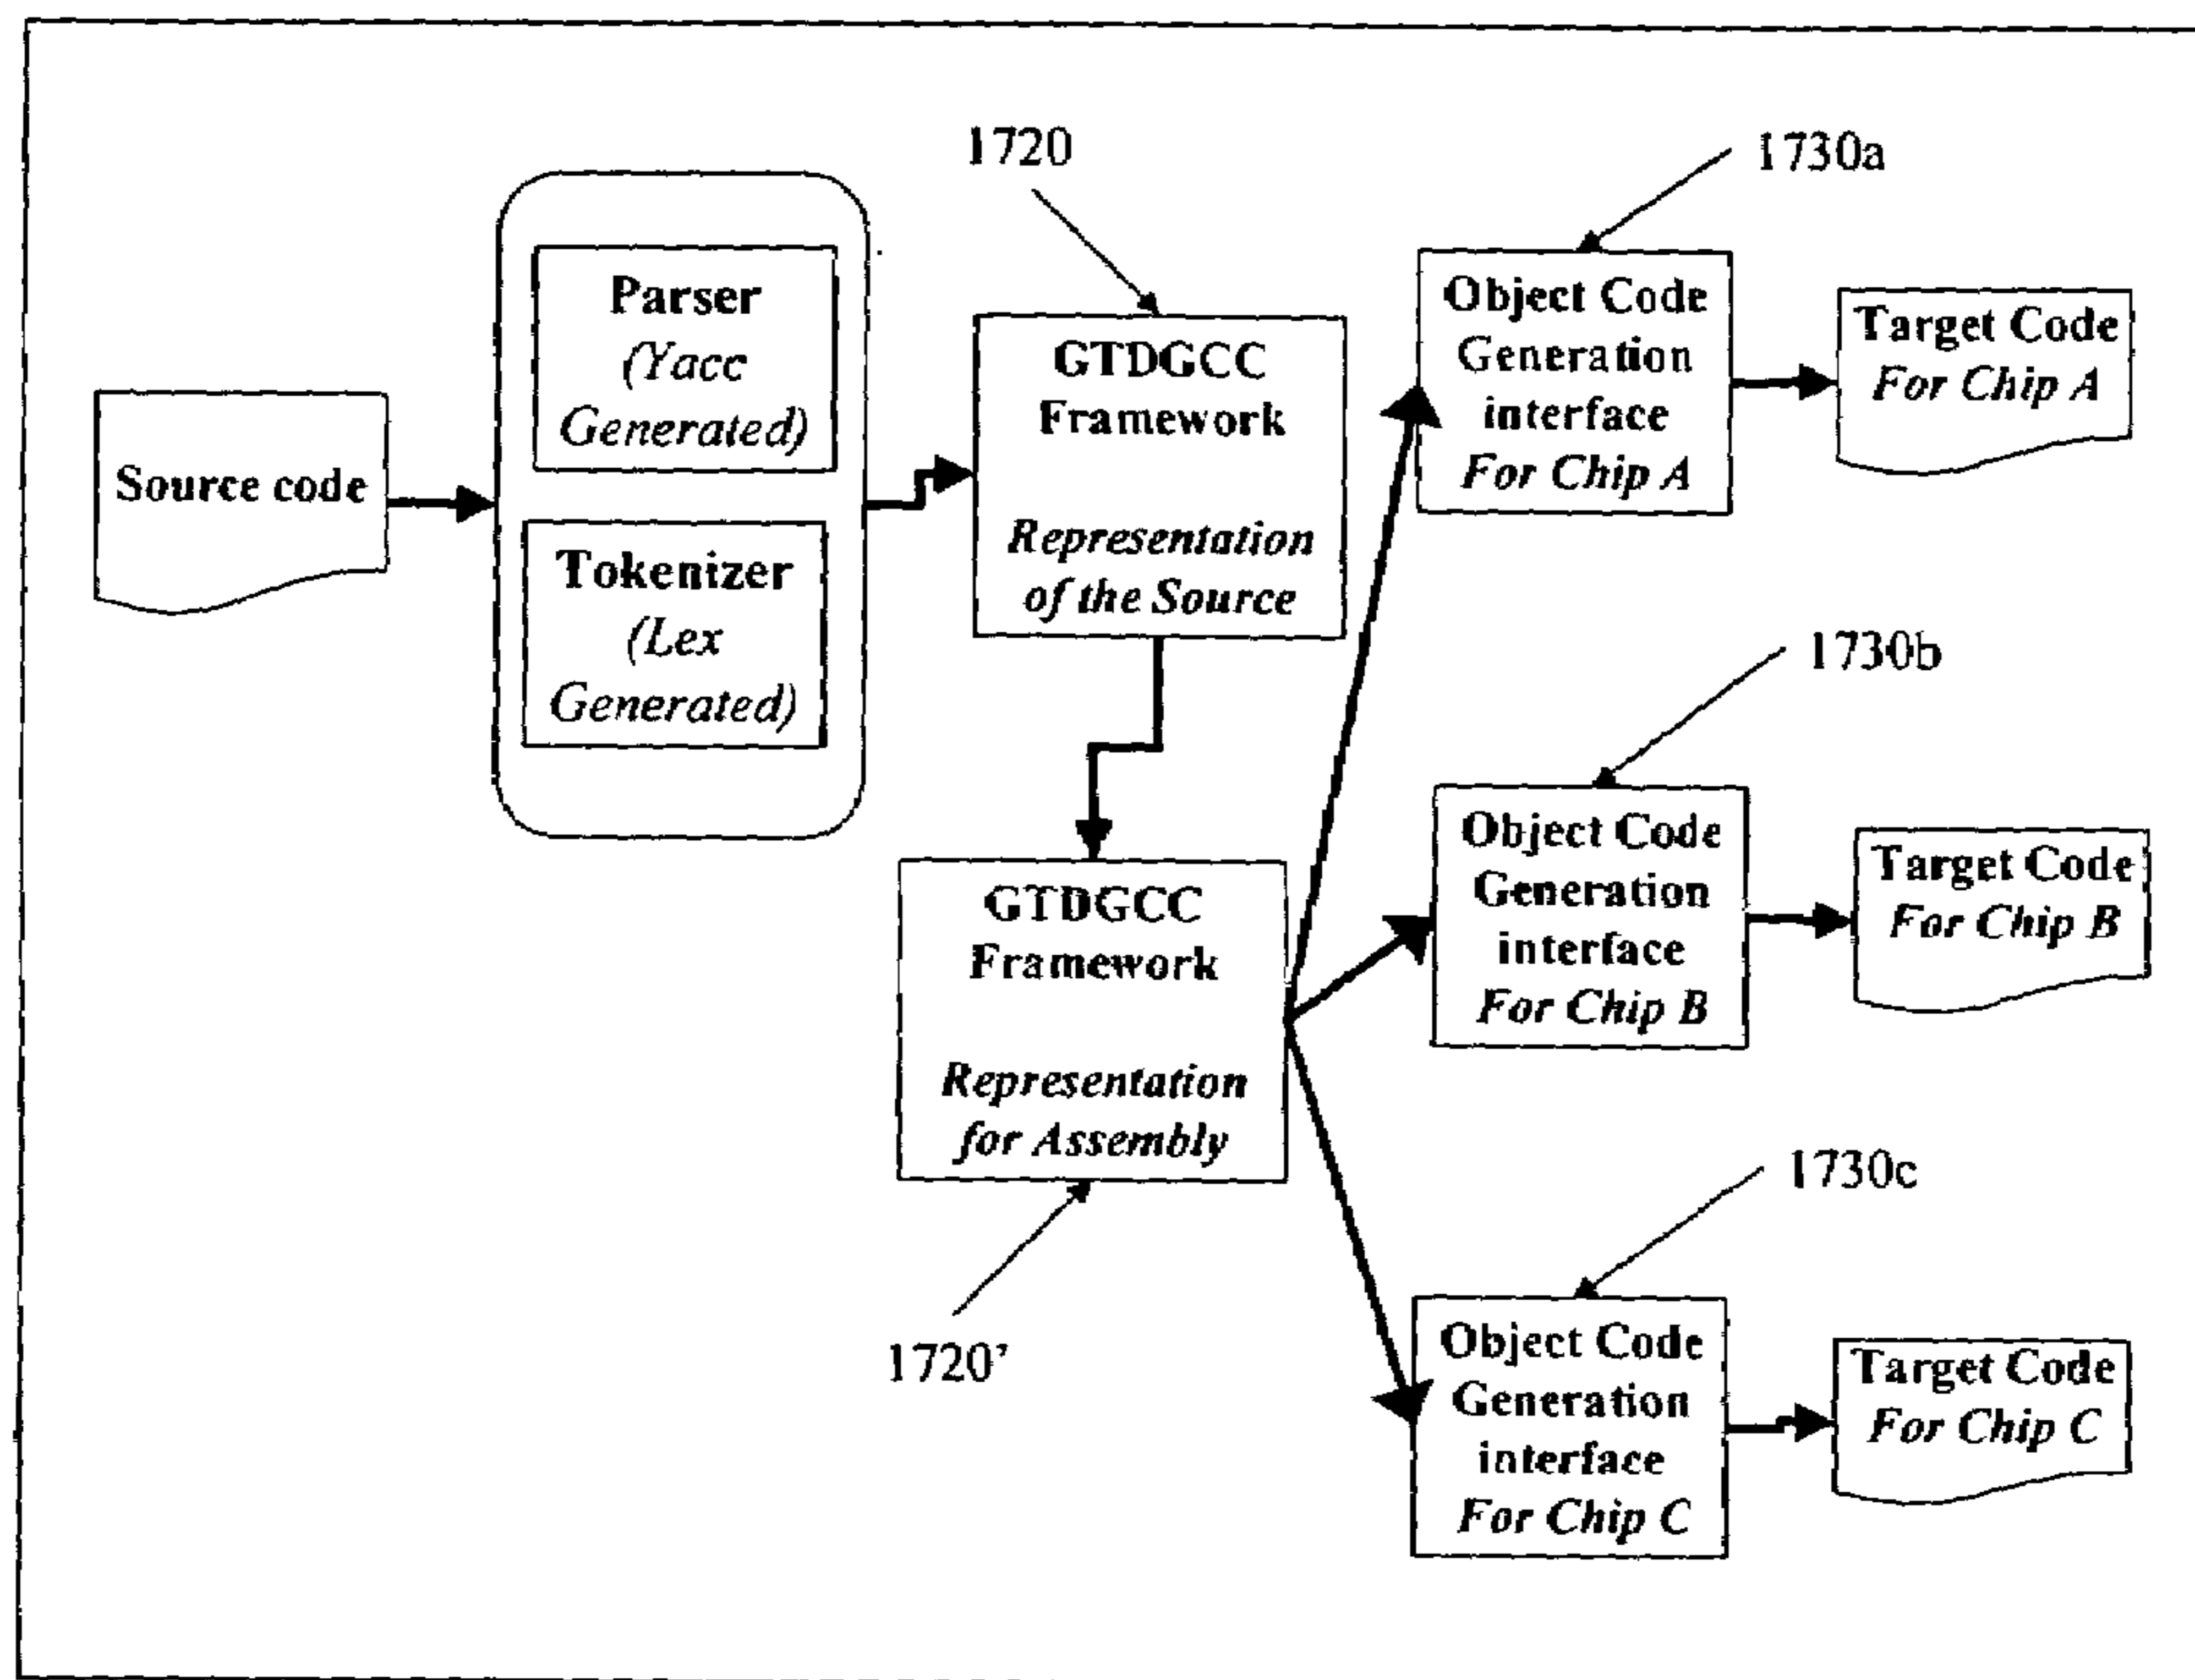 1720
1730a
Source code
Parser
(Yacc
Generated)
Tokenizer
(Lex
Generated)
GTDGCC
Framework
Representation
of the Source
Object Code
Generation
interface
For Chip A
Target Code
For Chip A
1730b
GTDGCC
Framework
Representation
for Assembly
1720'
Object Code
Generation
interface
For Chip B
Target Code
For Chip B
1730c
Object Code
Generation
interface
For Chip C
Target Code
For Chip C